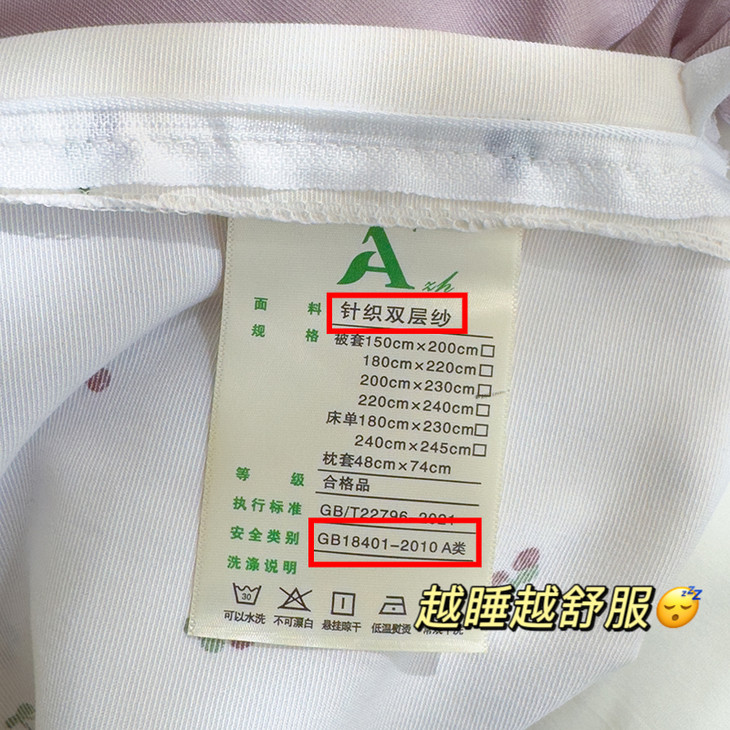 A
zh
面料 针织双层纱
规格 被套150cm×200cm□
180cm×220cm□
200cm×230cm□
220cm×240cm□
床单180cm×230cm□
240cm×245cm□
枕套48cm×74cm
等级 合格品
执行标准 GB/T22796-2021
安全类别 GB18401-2010 A类
洗涤说明
30
可以水洗 不可漂白 悬挂晾干 低温熨烫
越睡越舒服😴